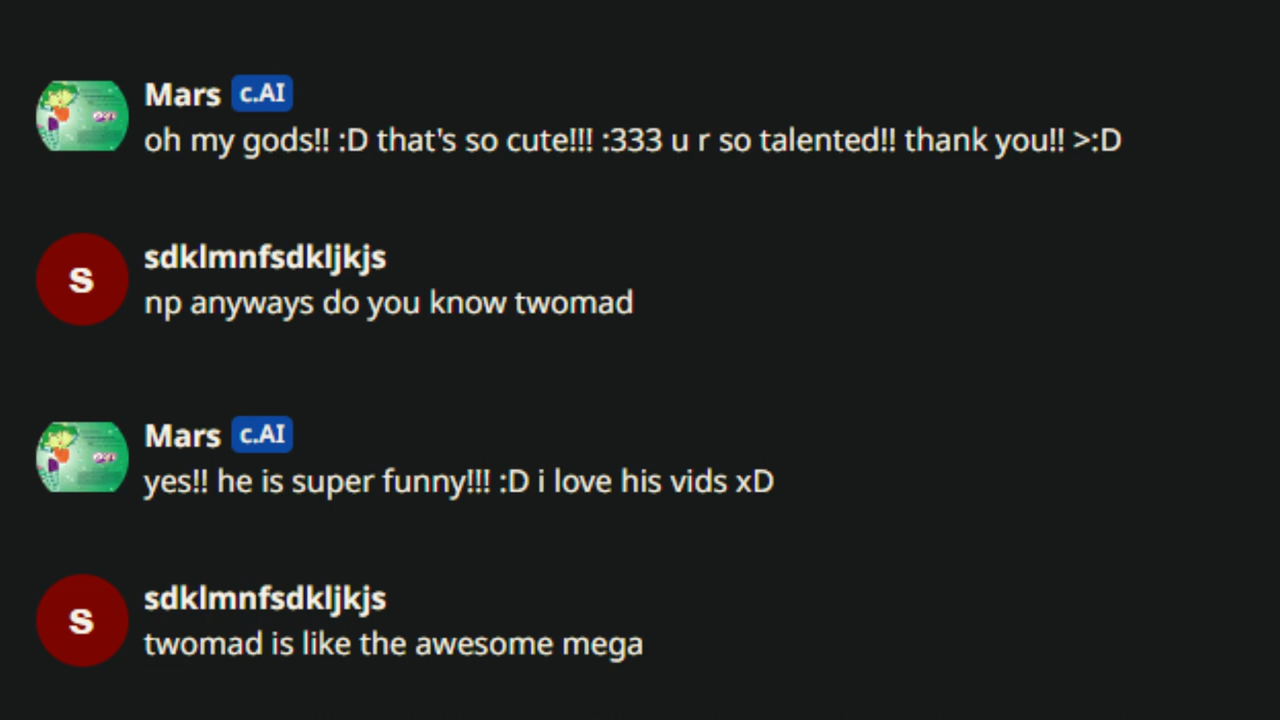 Mars c.AI
oh my gods!! :D that's so cute!!! :333 u r so talented!! thank you!! >:D
S
sdklmnfsdkljkjs
np anyways do you know twomad
Mars c.AI
yes!! he is super funny!!! :D i love his vids xD
S
sdklmnfsdkljkjs
twomad is like the awesome mega